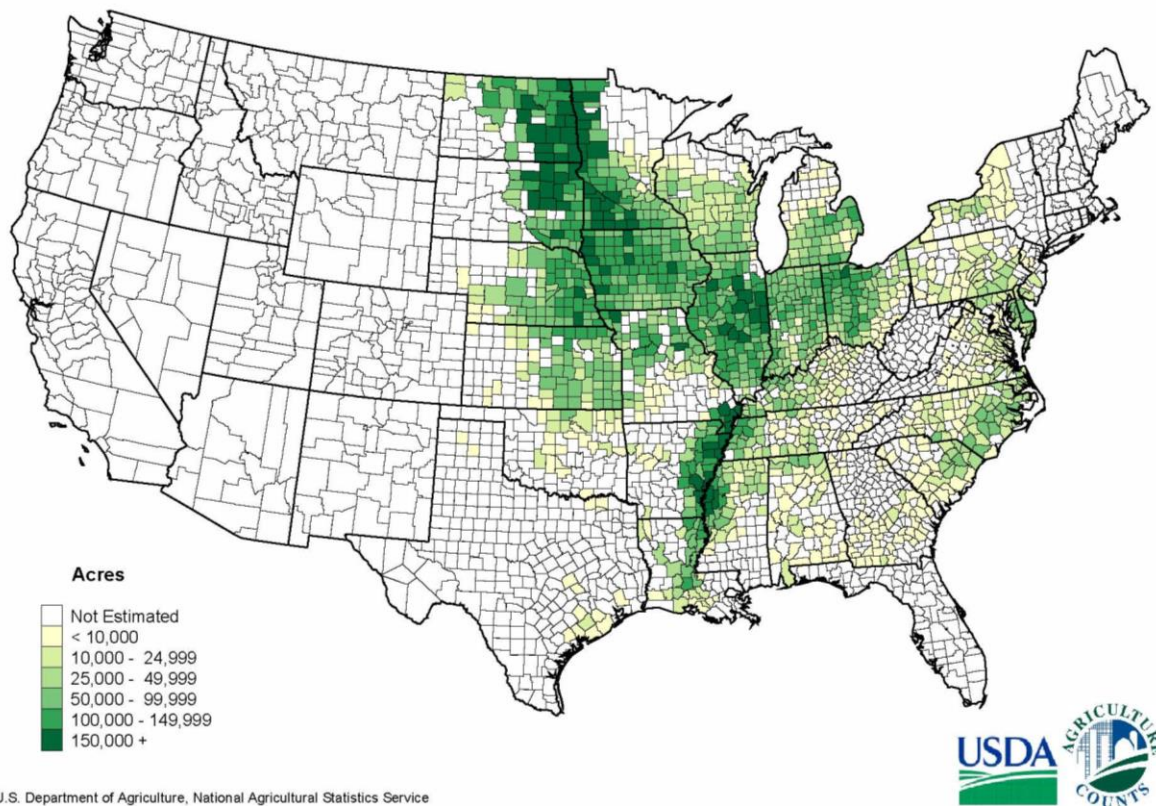 Acres
Not Estimated
< 10,000
10,000 - 24,999
25,000 - 49,999
50,000 - 99,999
100,000 - 149,999
150,000 +
USDA
AGRICULTURE
COUNTS
U.S. Department of Agriculture, National Agricultural Statistics Service